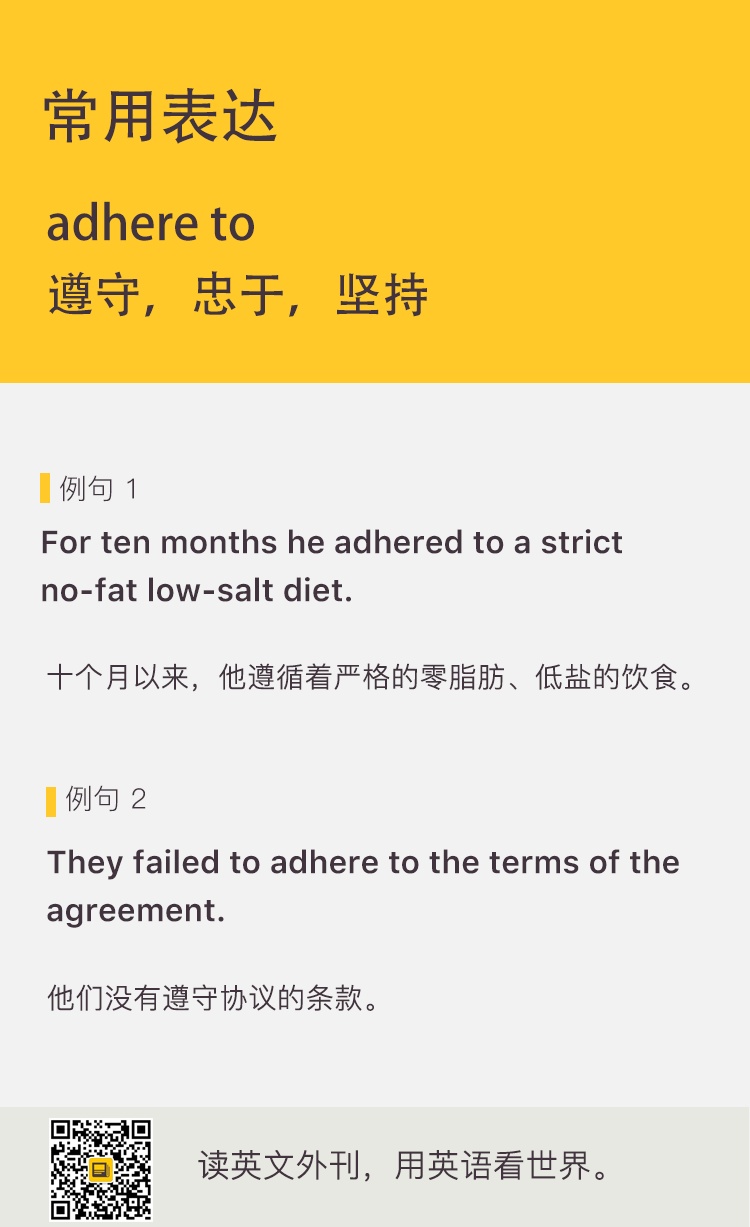 常用表达
adhere to
遵守，忠于，坚持
例句 1
For ten months he adhered to a strict
no-fat low-salt diet.
十个月以来，他遵循着严格的零脂肪、低盐的饮食。
例句 2
They failed to adhere to the terms of the
agreement.
他们没有遵守协议的条款。
读英文外刊，用英语看世界。